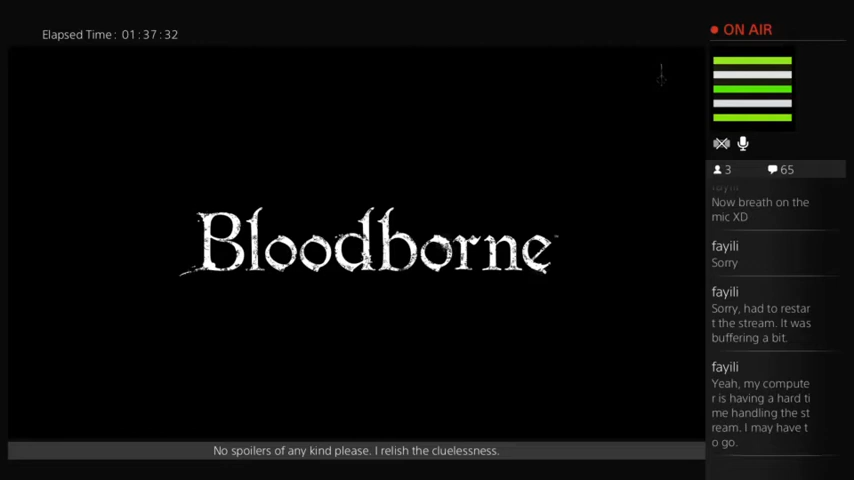 Elapsed Time: 01:37:32
ON AIR
3
65
fayili
Now breath on the
mic XD
fayili
Sorry
fayili
Sorry, had to restar
t the stream. It was
buffering a bit.
fayili
Yeah, my compute
r is having a hard ti
me handling the st
ream. I may have t
o go.
Bloodborne
No spoilers of any kind please. I relish the cluelessness.